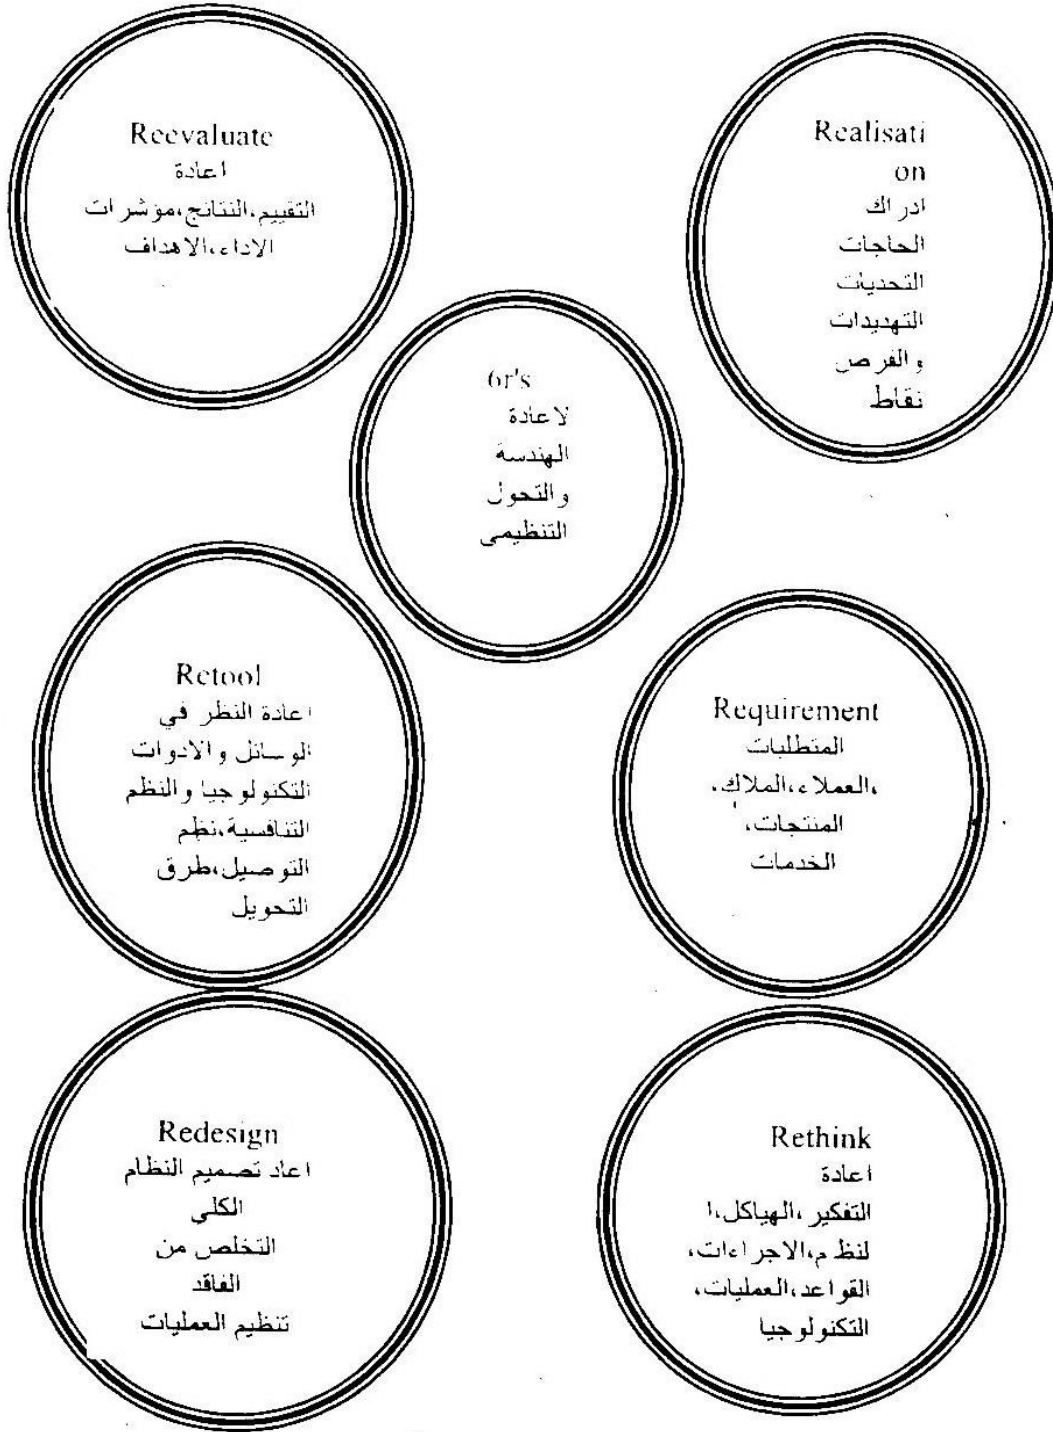 Reevaluate
اعادة
التقييم،النتائج،مؤشرات
الاداء،الاهداف
Realisati
on
ادراك
الحاجات
التحديات
التهديدات
والفرص
نقاط
6r's
لاعادة
الهندسة
والتحول
التنظيمى
Retool
اعادة النظر في
الوسائل والادوات
التكنولوجيا والنظم
التنافسية،نظم
التوصيل،طرق
التحويل
Requirement
المتطلبات
،العملاء،الملاك،
المنتجات،
الخدمات
Redesign
اعاد تصميم النظام
الكلى
التخلص من
الفاقد
تنظيم العمليات
Rethink
اعادة
التفكير،الهياكل،ا
لنظم،الاجراءات،
القواعد،العمليات،
التكنولوجيا